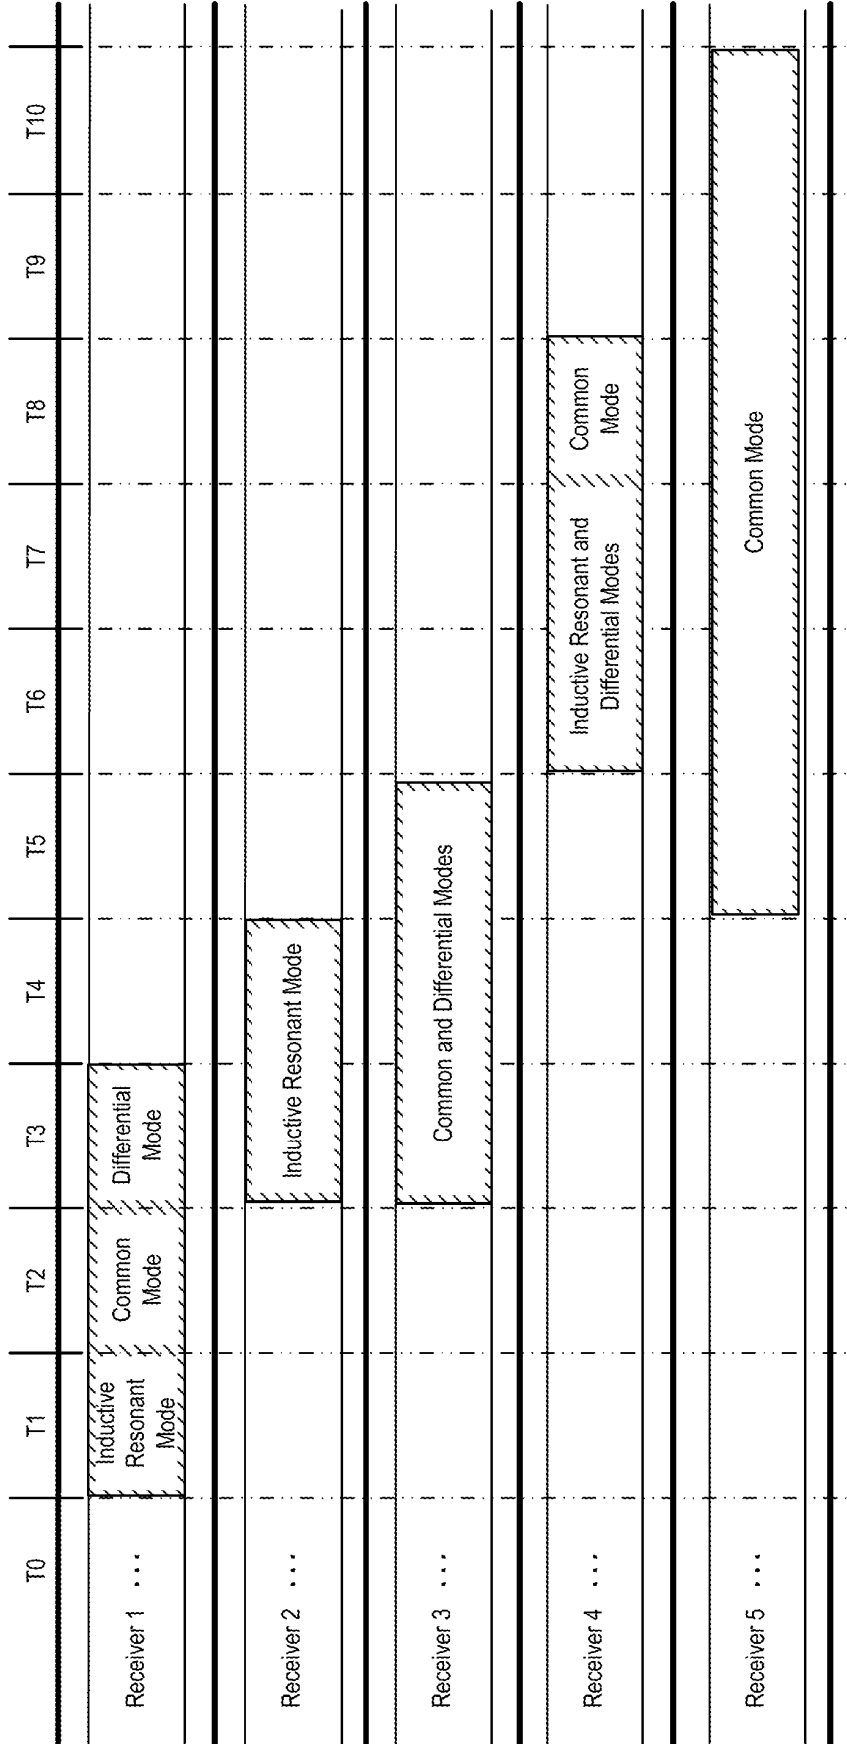 T0 T1 T2 T3 T4 T5 T6 T7 T8 T9 T10
Receiver 1 ...
Inductive
Resonant
Mode
Common
Mode
Differential
Mode
Receiver 2 ...
Inductive Resonant Mode
Receiver 3 ...
Common and Differential Modes
Receiver 4 ...
Inductive Resonant and
Differential Modes
Common
Mode
Receiver 5 ...
Common Mode